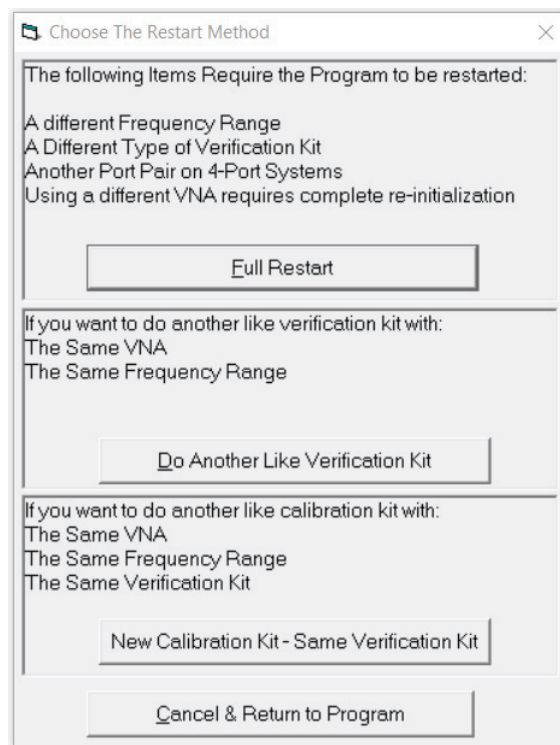 Choose The Restart Method
The following Items Require the Program to be restarted:
A different Frequency Range
A Different Type of Verification Kit
Another Port Pair on 4-Port Systems
Using a different VNA requires complete re-initialization
Full Restart
If you want to do another like verification kit with:
The Same VNA
The Same Frequency Range
Do Another Like Verification Kit
If you want to do another like calibration kit with:
The Same VNA
The Same Frequency Range
The Same Verification Kit
New Calibration Kit - Same Verification Kit
Cancel & Return to Program